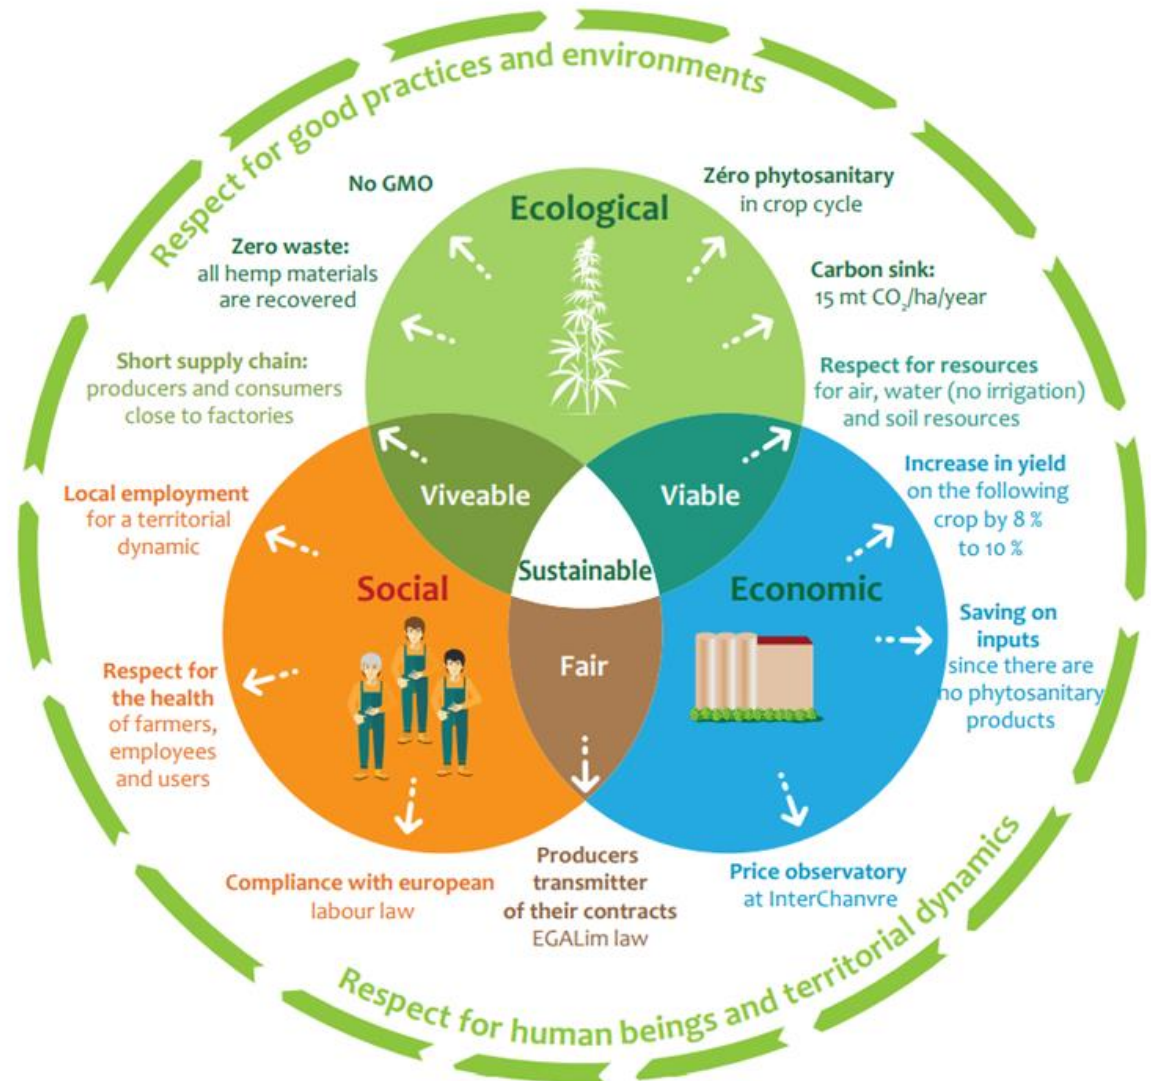 Respect for good practices and environments
No GMO
Zéro phytosanitary
in crop cycle
Ecological
Zero waste:
all hemp materials
are recovered
Carbon sink:
15 mt CO₂/ha/year
Short supply chain:
producers and consumers
close to factories
Respect for resources
for air, water (no irrigation)
and soil resources
Viveable
Viable
Sustainable
Fair
Local employment
for a territorial
dynamic
Increase in yield
on the following
crop by 8 %
to 10 %
Social
Economic
Saving on
inputs
since there are
no phytosanitary
products
Respect for
the health
of farmers,
employees
and users
Compliance with european
labour law
Producers
transmitter
of their contracts
EGALim law
Price observatory
at InterChanvre
Respect for human beings and territorial dynamics